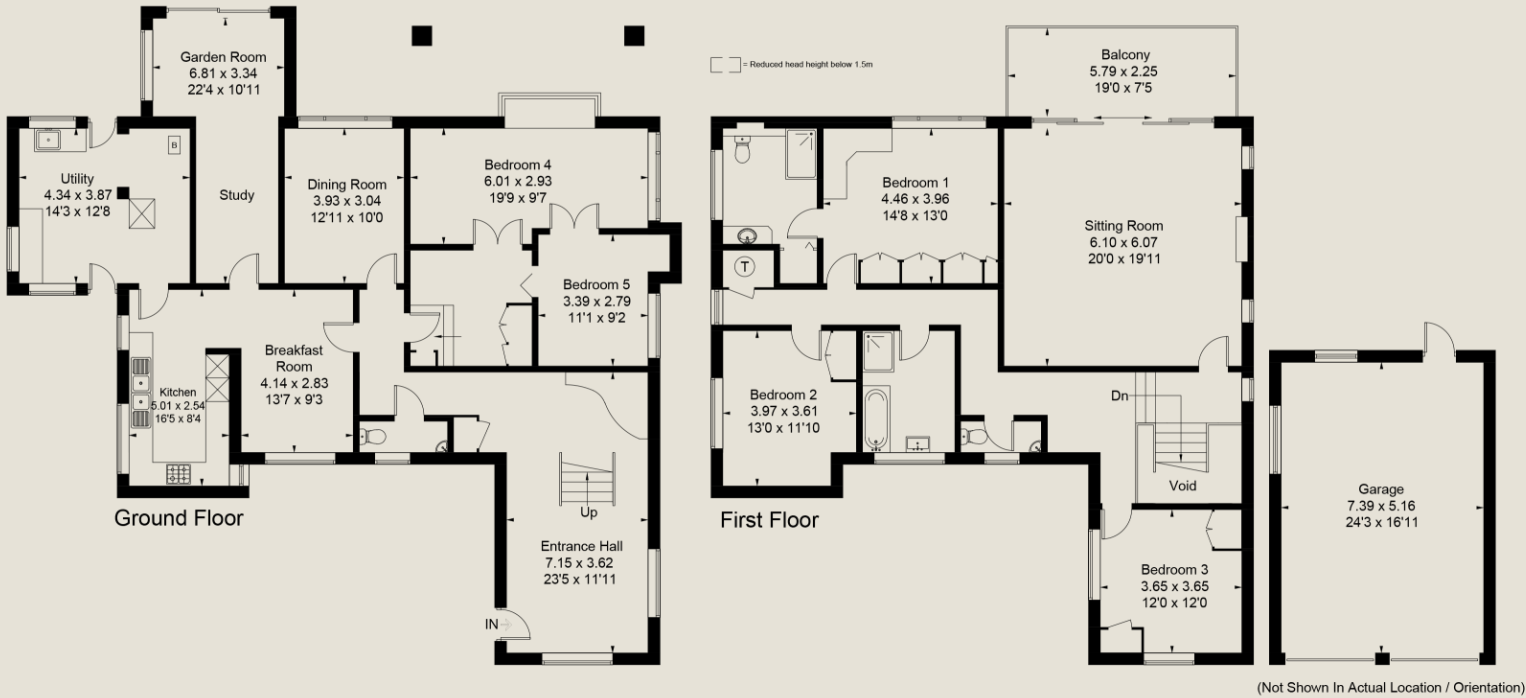 Garden Room
6.81 x 3.34
22'4 x 10'11
B
Utility
4.34 x 3.87
14'3 x 12'8
Study
Dining Room
3.93 x 3.04
12'11 x 10'0
Bedroom 4
6.01 x 2.93
19'9 x 9'7
Bedroom 5
3.39 x 2.79
11'1 x 9'2
Breakfast
Room
4.14 x 2.83
13'7 x 9'3
Kitchen
5.01 x 2.54
16'5 x 8'4
Up
Entrance Hall
7.15 x 3.62
23'5 x 11'11
IN
Ground Floor
= Reduced head height below 1.5m
Balcony
5.79 x 2.25
19'0 x 7'5
Bedroom 1
4.46 x 3.96
14'8 x 13'0
Sitting Room
6.10 x 6.07
20'0 x 19'11
T
Bedroom 2
3.97 x 3.61
13'0 x 11'10
Dn
Void
Bedroom 3
3.65 x 3.65
12'0 x 12'0
First Floor
Garage
7.39 x 5.16
24'3 x 16'11
(Not Shown In Actual Location / Orientation)